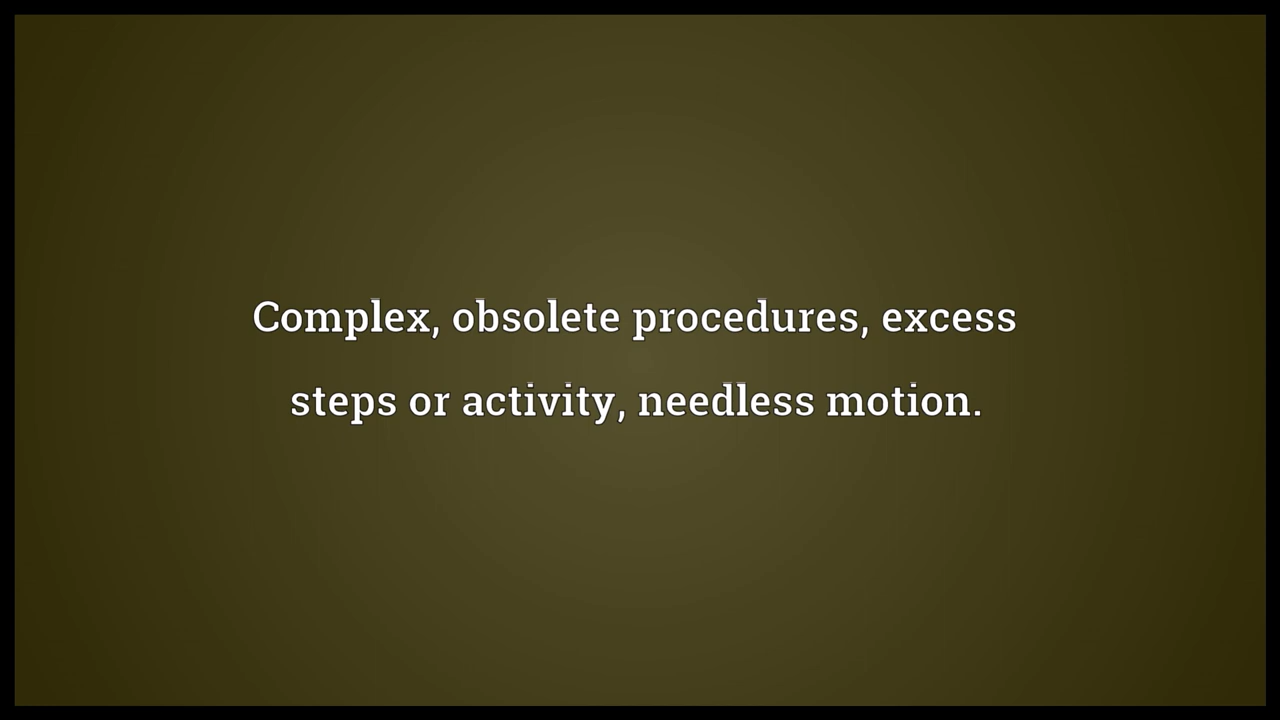 Complex, obsolete procedures, excess
steps or activity, needless motion.